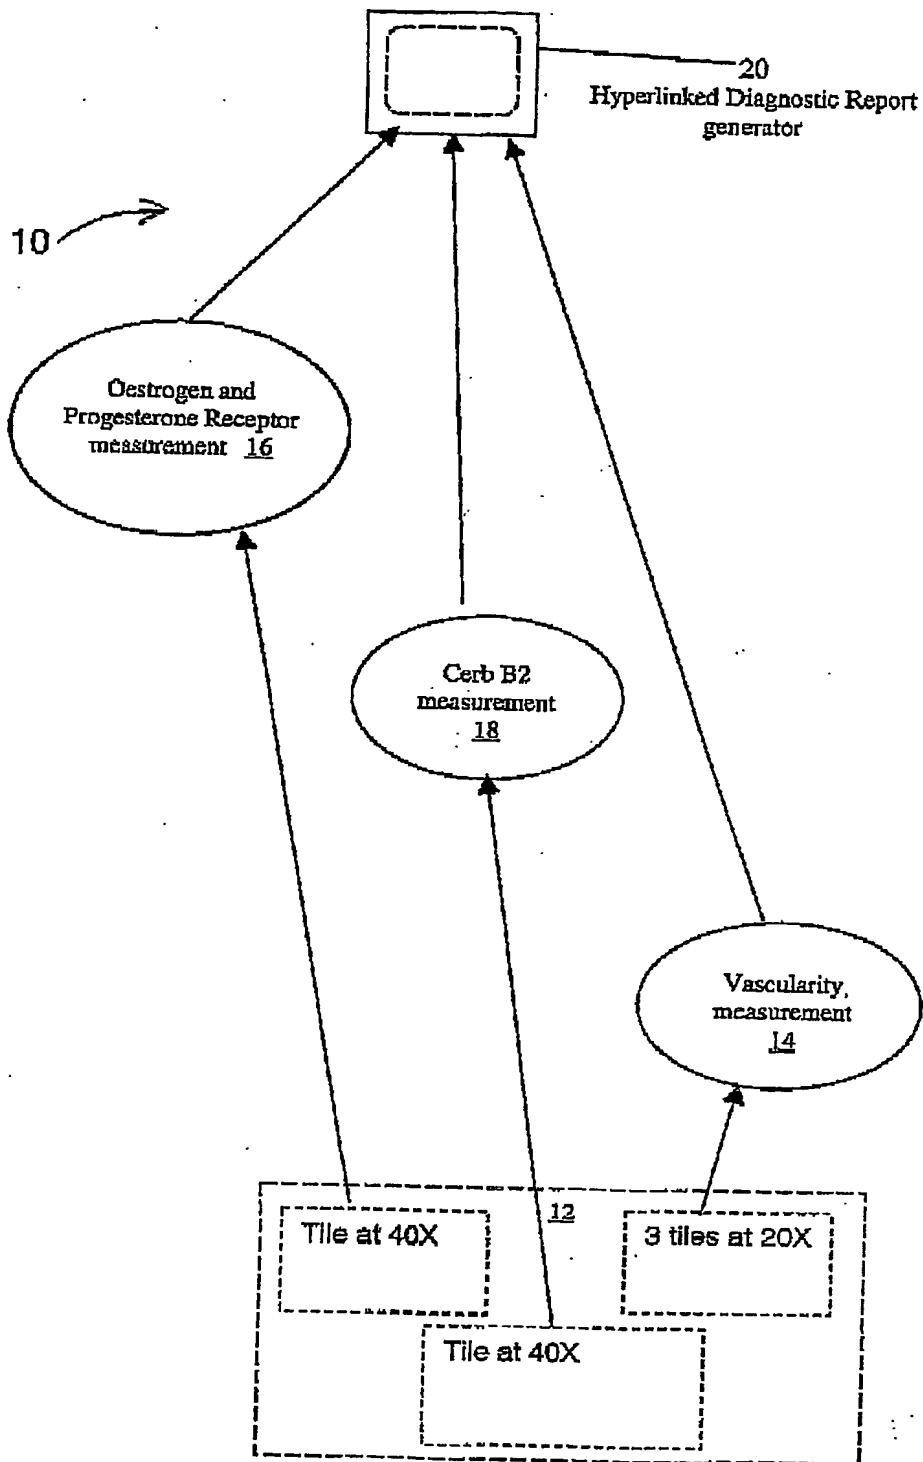 20
Hyperlinked Diagnostic Report
generator
10
Oestrogen and
Progesterone Receptor
measurement 16
Cerb B2
measurement
18
Vascularity,
measurement
14
12
Tile at 40X
3 tiles at 20X
Tile at 40X